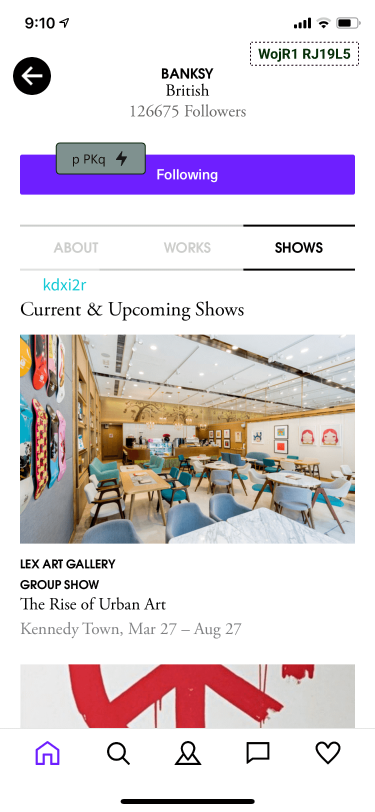 9:10
WojR1 RJ19L5
BANKSY
British
126675 Followers
p PKq
Following
ABOUT WORKS SHOWS
kdxi2r
Current & Upcoming Shows
LEX ART GALLERY
GROUP SHOW
The Rise of Urban Art
Kennedy Town, Mar 27 – Aug 27